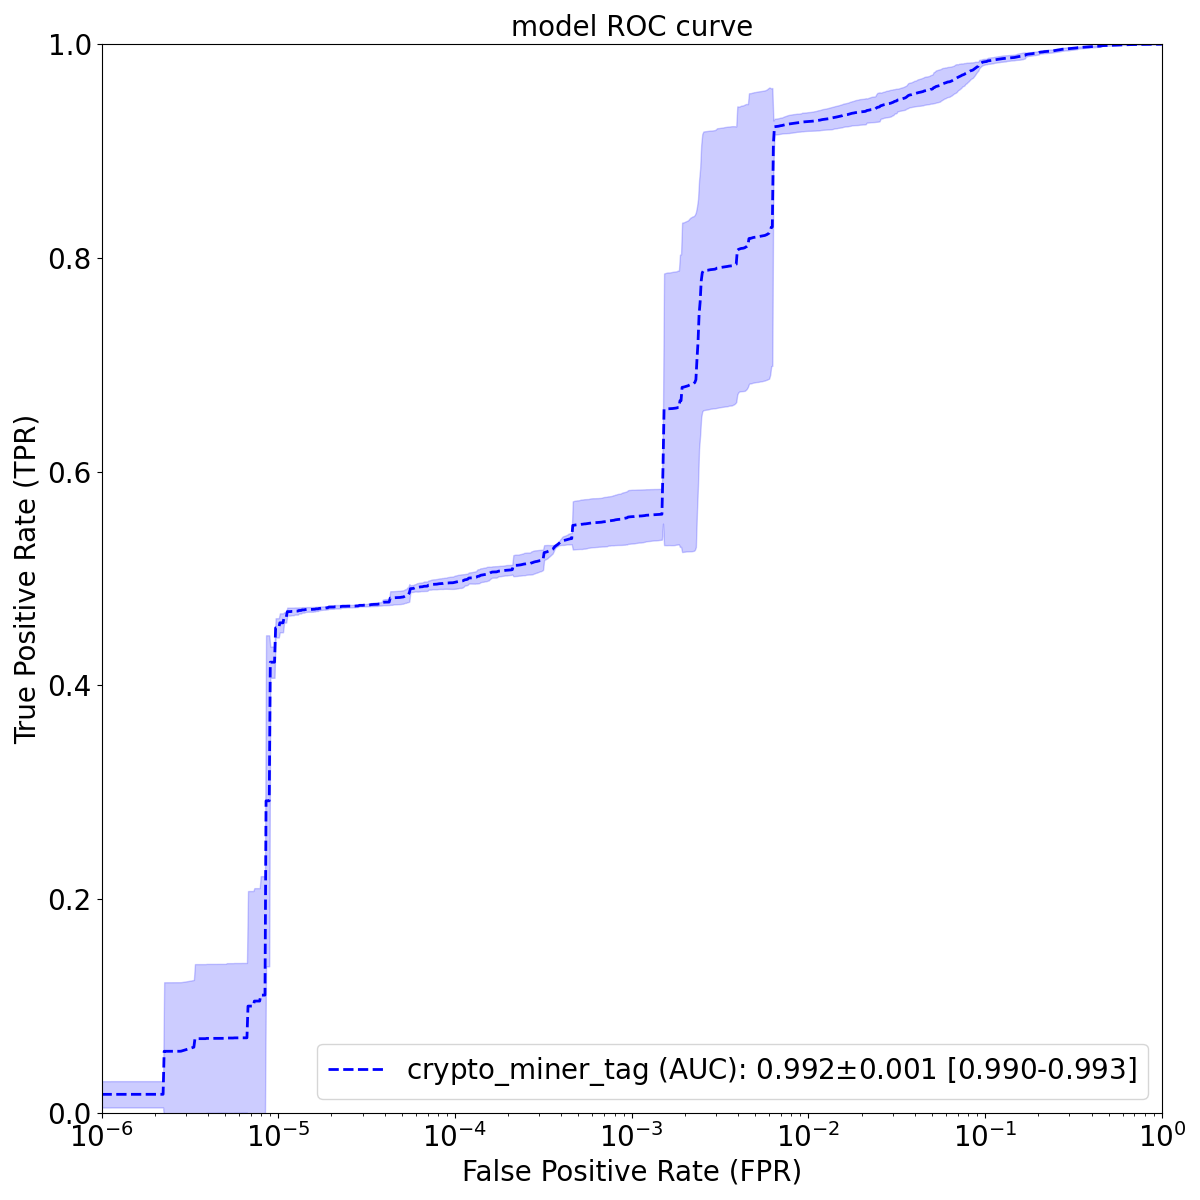 model ROC curve
1.0
0.8
0.6
0.4
0.2
0.0
True Positive Rate (TPR)
crypto_miner_tag (AUC): 0.992±0.001 [0.990-0.993]
10⁻⁶ 10⁻⁵ 10⁻⁴ 10⁻³ 10⁻² 10⁻¹ 10⁰
False Positive Rate (FPR)